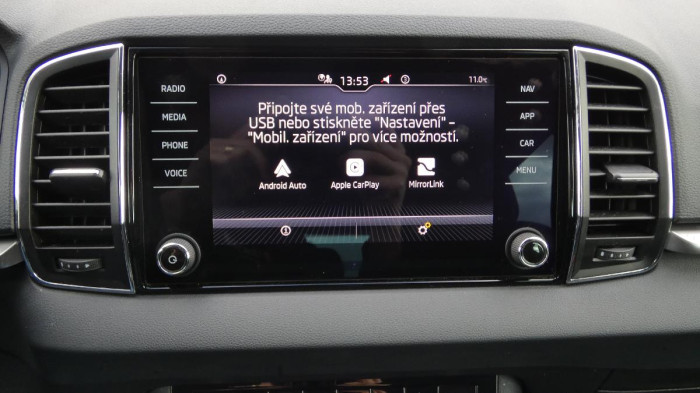 13:53
11.0°C
RADIO
MEDIA
PHONE
VOICE
Připojte své mob. zařízení přes
USB nebo stiskněte "Nastavení" –
"Mobil. zařízení" pro více možností.
Android Auto
Apple CarPlay
MirrorLink
NAV
APP
CAR
MENU